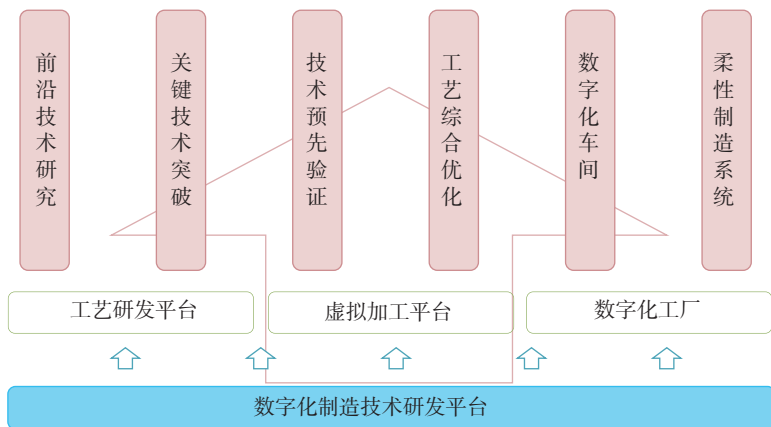 前沿技术研究
关键技术突破
技术预先验证
工艺综合优化
数字化车间
柔性制造系统
工艺研发平台
虚拟加工平台
数字化工厂
数字化制造技术研发平台